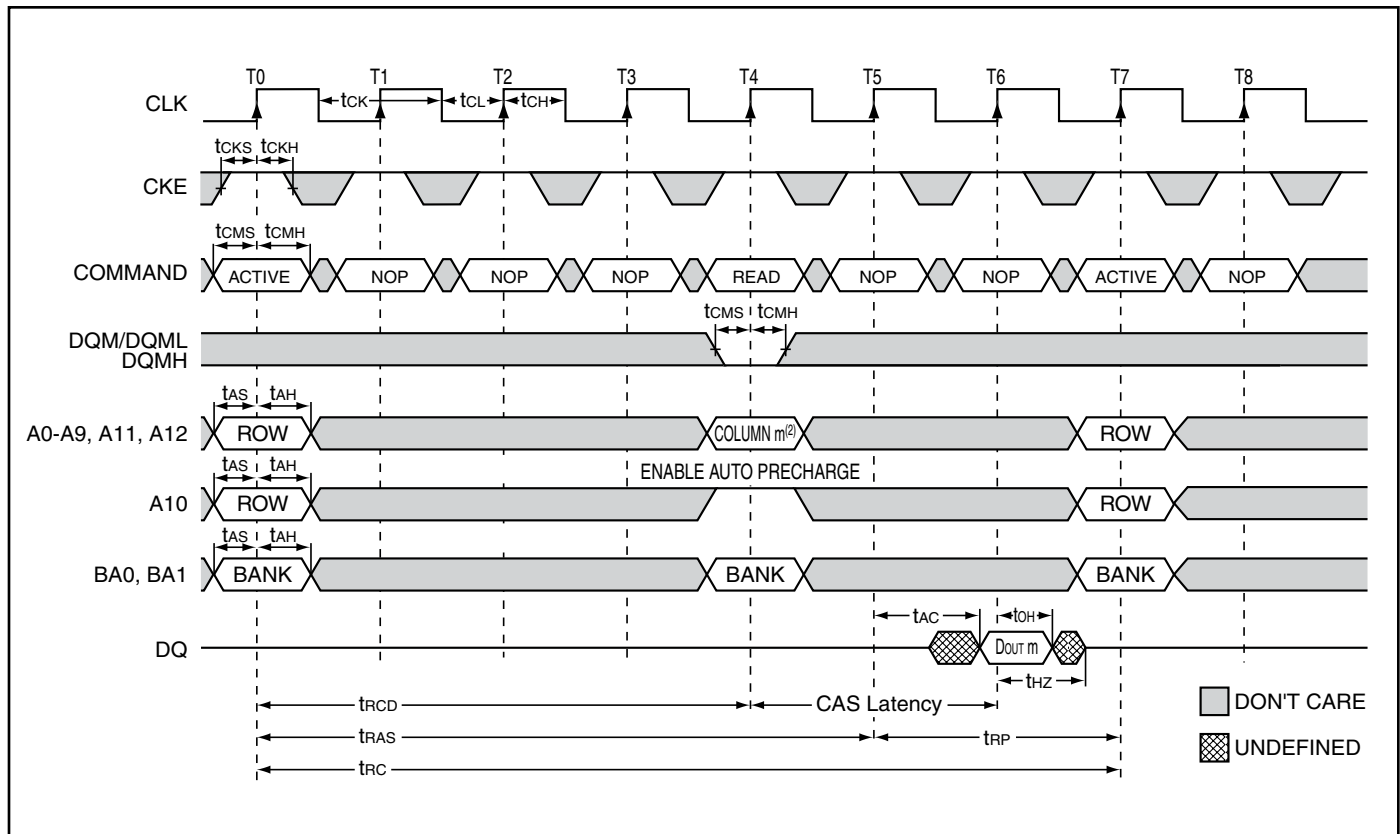 T0 T1 T2 T3 T4 T5 T6 T7 T8
CLK
tCK tCL tCH
tCKS tCKH
CKE
tCMS tCMH
COMMAND ACTIVE NOP NOP NOP READ NOP NOP ACTIVE NOP
tCMS tCMH
DQM/DQML
DQMH
tAS tAH
A0-A9, A11, A12 ROW COLUMN m(2) ROW
tAS tAH ENABLE AUTO PRECHARGE
A10 ROW ROW
tAS tAH
BA0, BA1 BANK BANK BANK
tAC tOH
DQ DOUT m
tHZ
tRCD CAS Latency
DON'T CARE
tRAS tRP
UNDEFINED
tRC